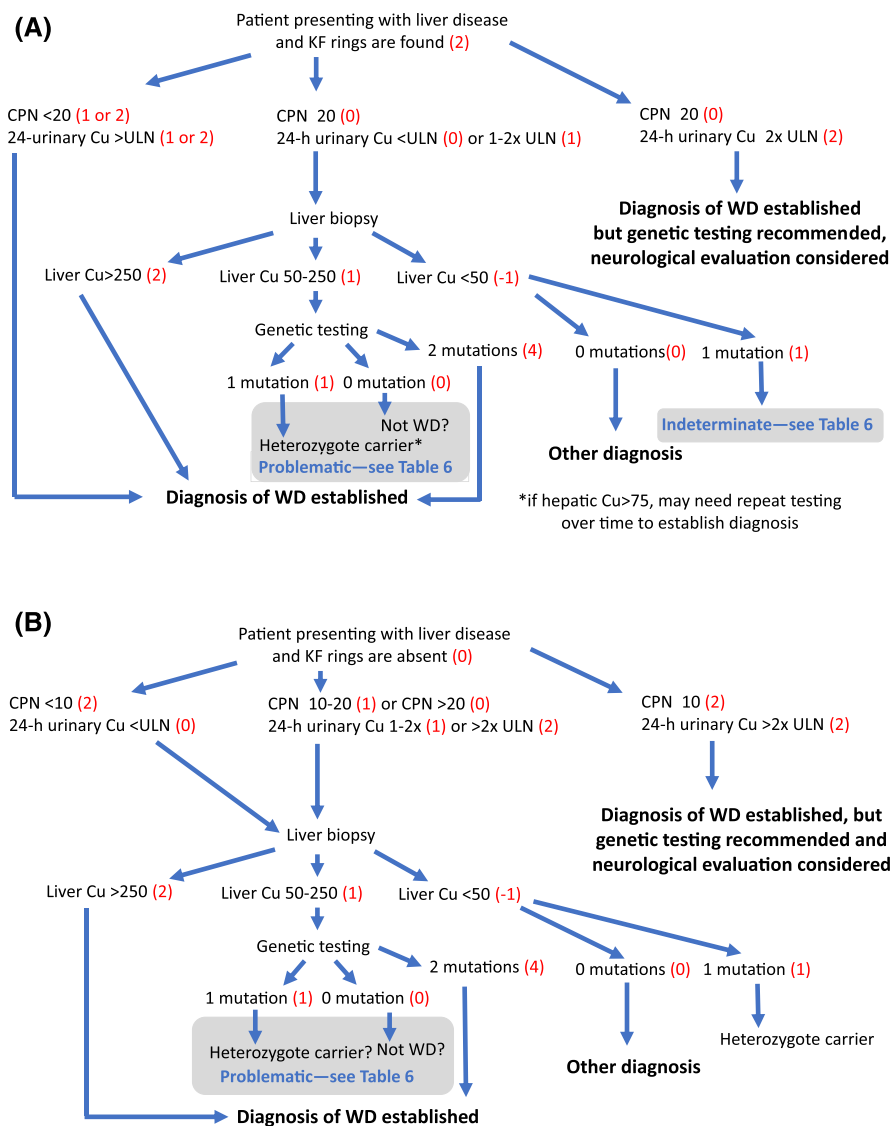 (A)
Patient presenting with liver disease
and KF rings are found (2)
CPN <20 (1 or 2)
24-urinary Cu >ULN (1 or 2)
CPN 20 (0)
24-h urinary Cu <ULN (0) or 1-2x ULN (1)
CPN 20 (0)
24-h urinary Cu 2x ULN (2)
Diagnosis of WD established
but genetic testing recommended,
neurological evaluation considered
Liver biopsy
Liver Cu>250 (2)
Liver Cu 50-250 (1)
Liver Cu <50 (-1)
Genetic testing
2 mutations (4)
0 mutations(0)
1 mutation (1)
1 mutation (1)
0 mutation (0)
Not WD?
Heterozygote carrier*
Problematic—see Table 6
Indeterminate—see Table 6
Other diagnosis
Diagnosis of WD established
*if hepatic Cu>75, may need repeat testing
over time to establish diagnosis
(B)
Patient presenting with liver disease
and KF rings are absent (0)
CPN <10 (2)
24-h urinary Cu <ULN (0)
CPN 10-20 (1) or CPN >20 (0)
24-h urinary Cu 1-2x (1) or >2x ULN (2)
CPN 10 (2)
24-h urinary Cu >2x ULN (2)
Diagnosis of WD established, but
genetic testing recommended and
neurological evaluation considered
Liver biopsy
Liver Cu >250 (2)
Liver Cu 50-250 (1)
Liver Cu <50 (-1)
Genetic testing
2 mutations (4)
0 mutations (0)
1 mutation (1)
1 mutation (1)
0 mutation (0)
Heterozygote carrier?
Not WD?
Problematic—see Table 6
Heterozygote carrier
Other diagnosis
Diagnosis of WD established